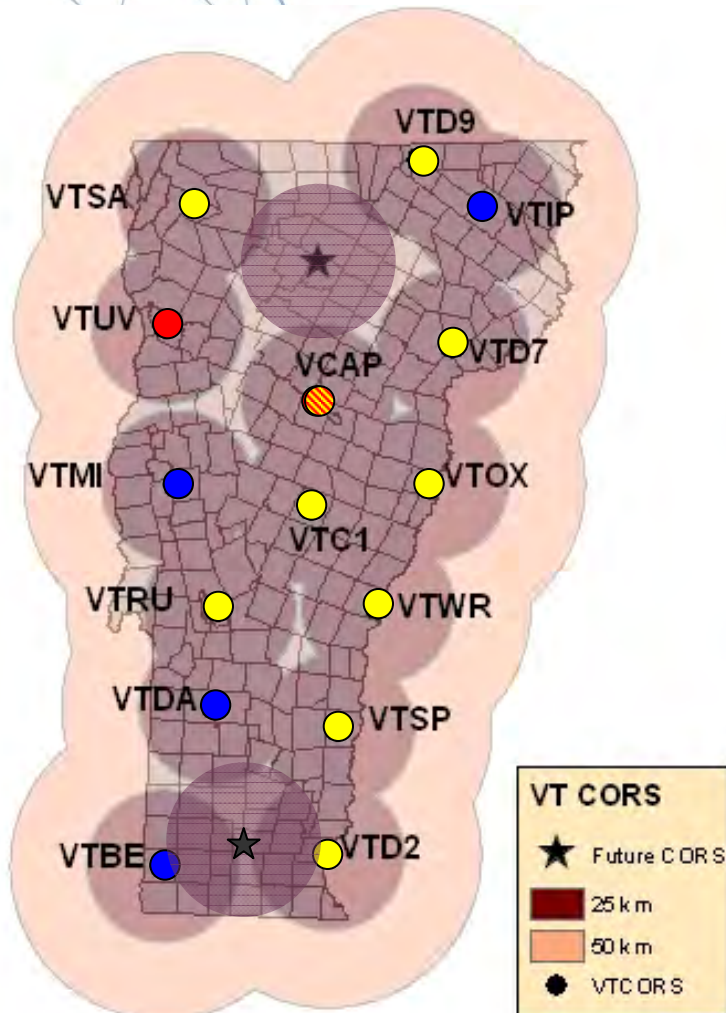 VTD9
VTSA
VTIP
VTUV
VTD7
VCAP
VTMI
VTOX
VTC1
VTRU
VTWR
VTDA
VTSP
VTBE
VTD2
VT CORS
Future CORS
25 km
50 km
VTCORS